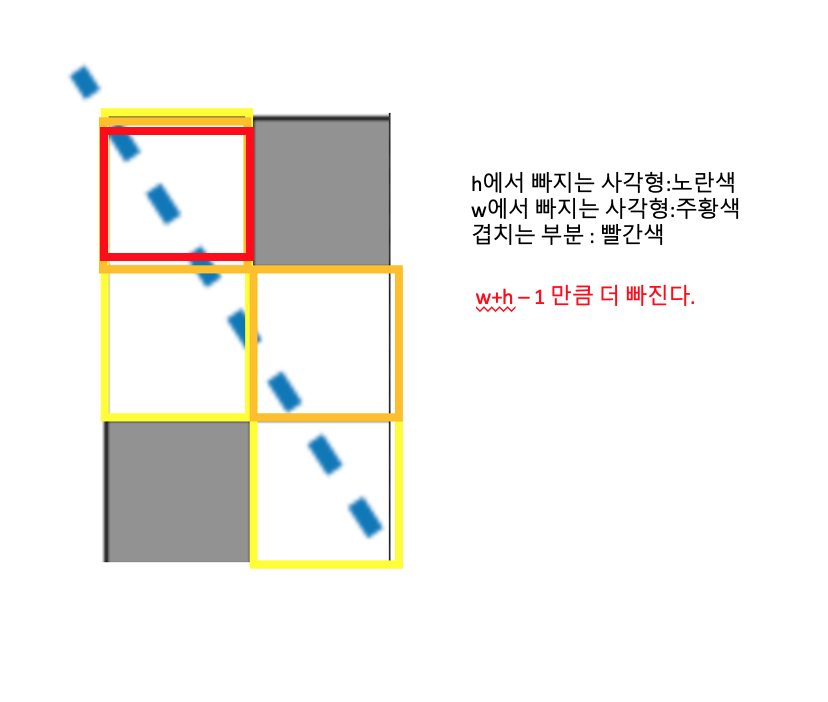 h에서 빠지는 사각형:노란색
w에서 빠지는 사각형:주황색
겹치는 부분 : 빨간색
w+h – 1 만큼 더 빠진다.